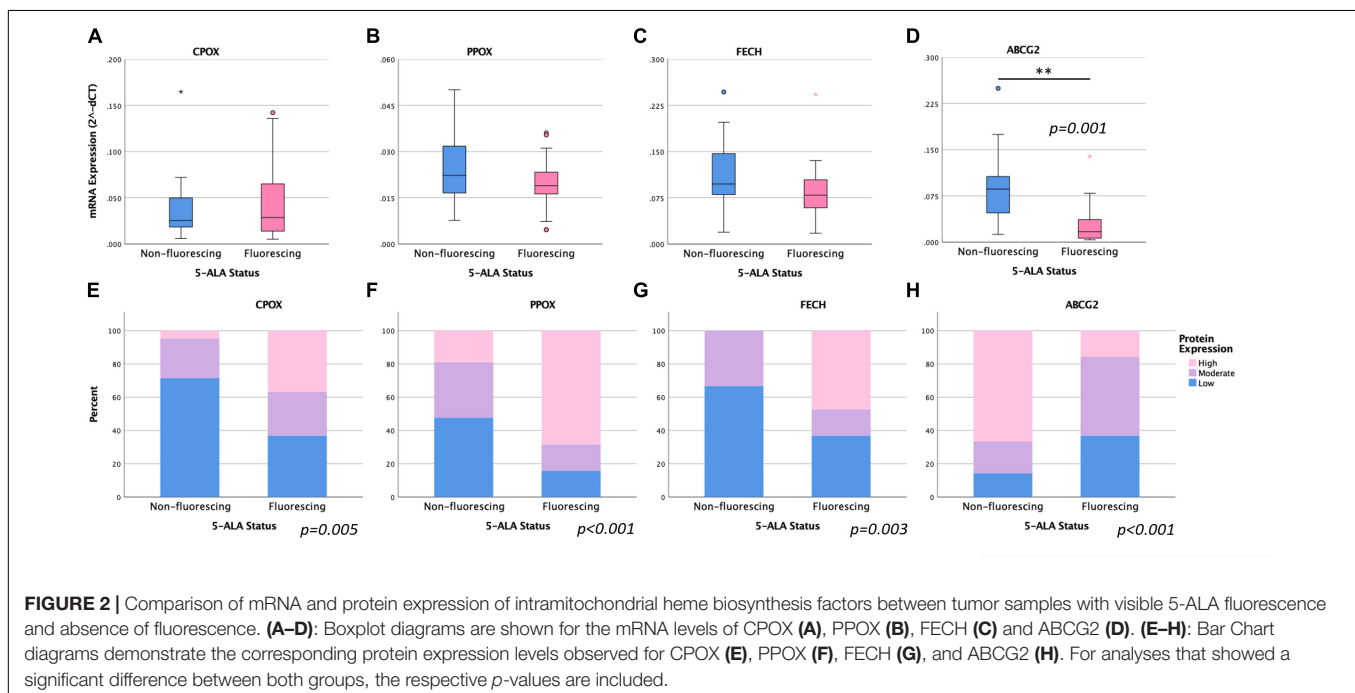 A
CPOX
mRNA Expression (2^-dCT)
.200
.150
.100
.050
.000
*
Non-fluorescing Fluorescing
5-ALA Status
B
PPOX
.060
.045
.030
.015
.000
Non-fluorescing Fluorescing
5-ALA Status
C
FECH
.300
.225
.150
.075
.000
*
Non-fluorescing Fluorescing
5-ALA Status
D
ABCG2
.300
.225
.150
.075
.000
**
p=0.001
*
Non-fluorescing Fluorescing
5-ALA Status
E
CPOX
Percent
100
80
60
40
20
0
Non-fluorescing Fluorescing
5-ALA Status
p=0.005
F
PPOX
100
80
60
40
20
0
Non-fluorescing Fluorescing
5-ALA Status
p<0.001
G
FECH
100
80
60
40
20
0
Non-fluorescing Fluorescing
5-ALA Status
p=0.003
H
ABCG2
100
80
60
40
20
0
Non-fluorescing Fluorescing
5-ALA Status
p<0.001
Protein
Expression
High
Moderate
Low
FIGURE 2 | Comparison of mRNA and protein expression of intramitochondrial heme biosynthesis factors between tumor samples with visible 5-ALA fluorescence
and absence of fluorescence. (A–D): Boxplot diagrams are shown for the mRNA levels of CPOX (A), PPOX (B), FECH (C) and ABCG2 (D). (E–H): Bar Chart
diagrams demonstrate the corresponding protein expression levels observed for CPOX (E), PPOX (F), FECH (G), and ABCG2 (H). For analyses that showed a
significant difference between both groups, the respective p-values are included.